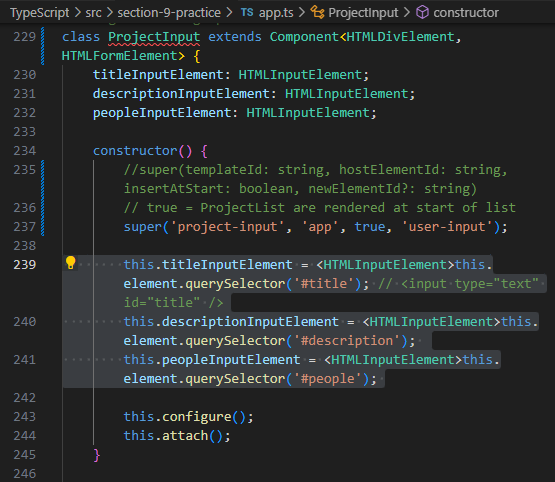 TypeScript > src > section-9-practice > TS app.ts > ProjectInput > constructor
229 class ProjectInput extends Component<HTMLDivElement,
HTMLFormElement> {
230 titleInputElement: HTMLInputElement;
231 descriptionInputElement: HTMLInputElement;
232 peopleInputElement: HTMLInputElement;
233
234 constructor() {
235 //super(templateId: string, hostElementId: string,
insertAtStart: boolean, newElementId?: string)
236 // true = ProjectList are rendered at start of list
237 super('project-input', 'app', true, 'user-input');
238
239 this.titleInputElement = <HTMLInputElement>this.
element.querySelector('#title'); // <input type="text"
id="title" />
240 this.descriptionInputElement = <HTMLInputElement>this.
element.querySelector('#description');
241 this.peopleInputElement = <HTMLInputElement>this.
element.querySelector('#people');
242
243 this.configure();
244 this.attach();
245 }
246